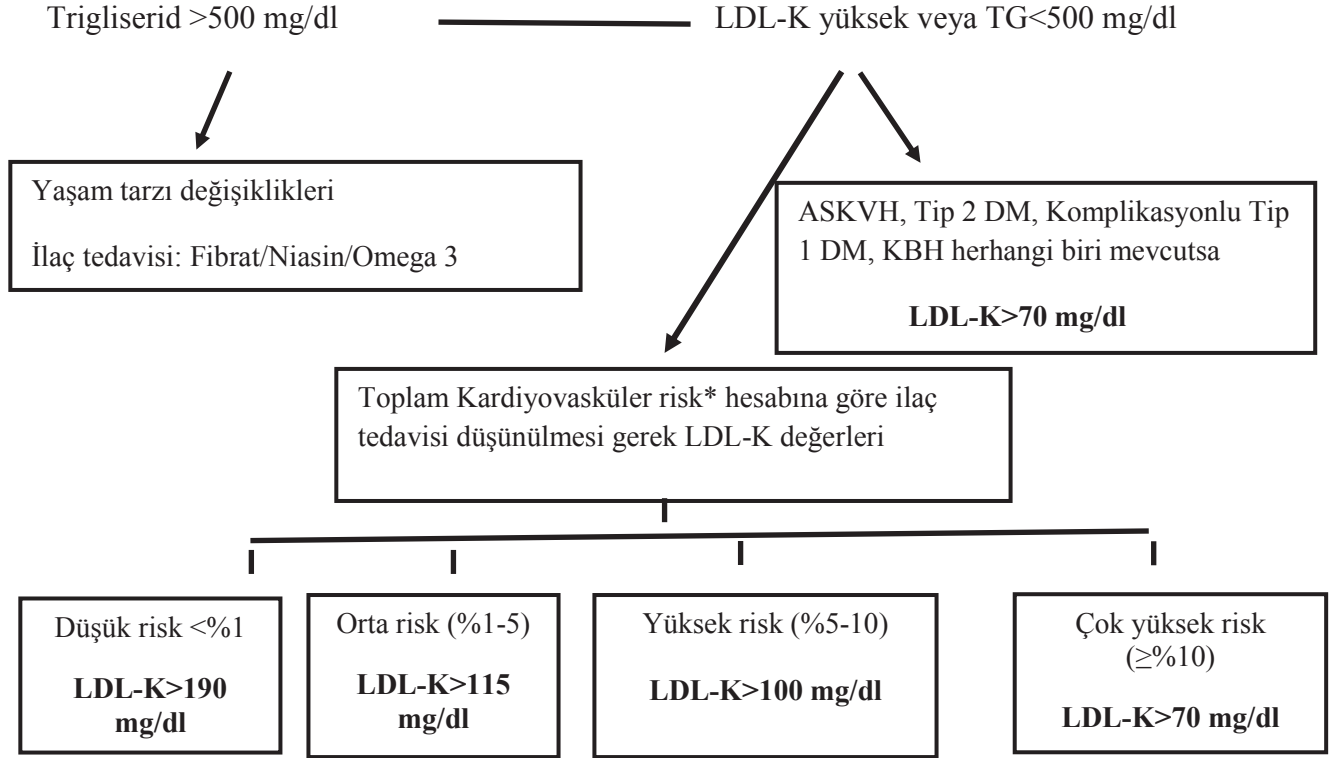 Trigliserid >500 mg/dl
LDL-K yüksek veya TG<500 mg/dl
Yaşam tarzı değişiklikleri
İlaç tedavisi: Fibrat/Niasin/Omega 3
ASKVH, Tip 2 DM, Komplikasyonlu Tip
1 DM, KBH herhangi biri mevcutsa
LDL-K>70 mg/dl
Toplam Kardiyovasküler risk* hesabına göre ilaç
tedavisi düşünülmesi gerek LDL-K değerleri
Düşük risk <%1
LDL-K>190
mg/dl
Orta risk (%1-5)
LDL-K>115
mg/dl
Yüksek risk (%5-10)
LDL-K>100 mg/dl
Çok yüksek risk
(≥%10)
LDL-K>70 mg/dl